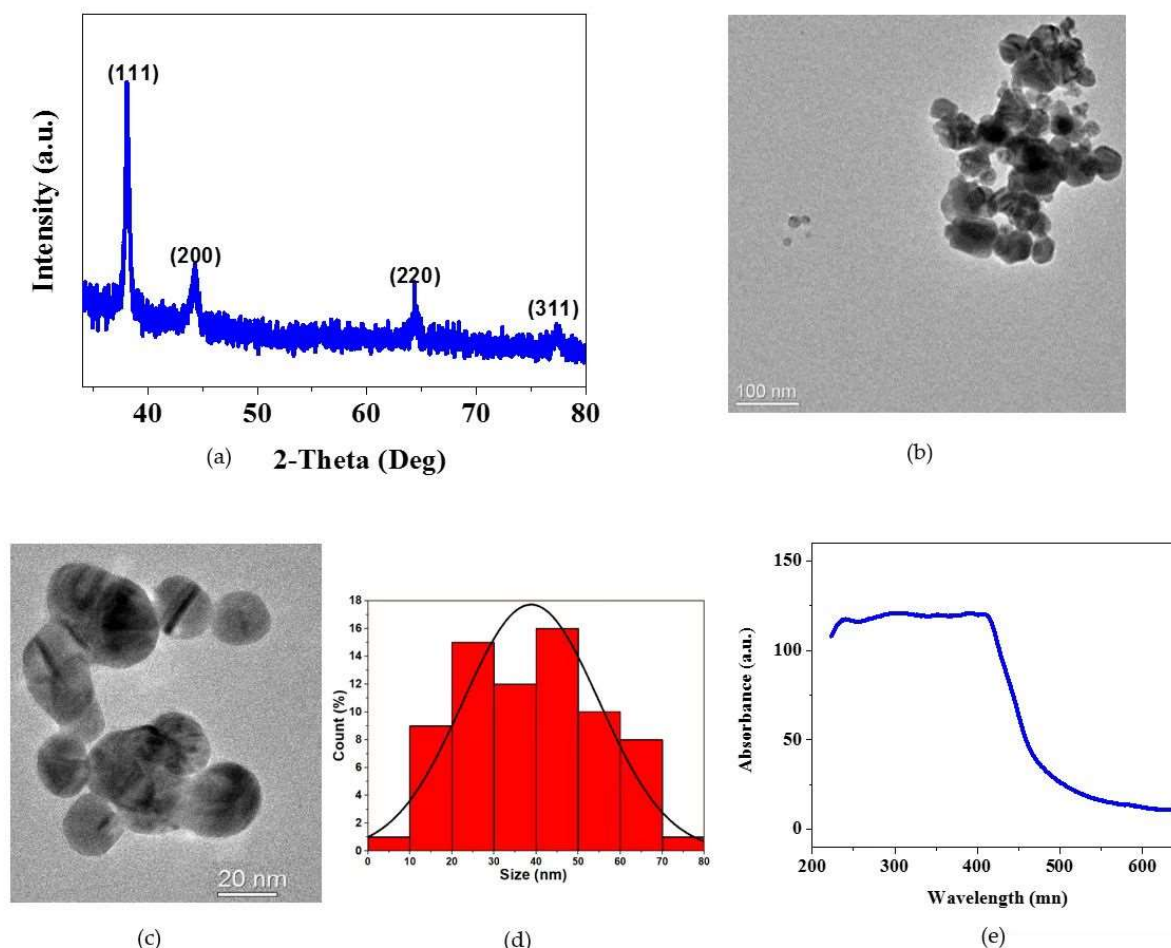 (111)
(200)
(220)
(311)
Intensity (a.u.)
40 50 60 70 80
(a) 2-Theta (Deg)
100 nm
(b)
20 nm
(c)
18
16
14
12
10
8
6
4
2
0
Count (%)
0 10 20 30 40 50 60 70 80
Size (nm)
(d)
150
100
50
0
Absorbance (a.u.)
200 300 400 500 600
Wavelength (mn)
(e)